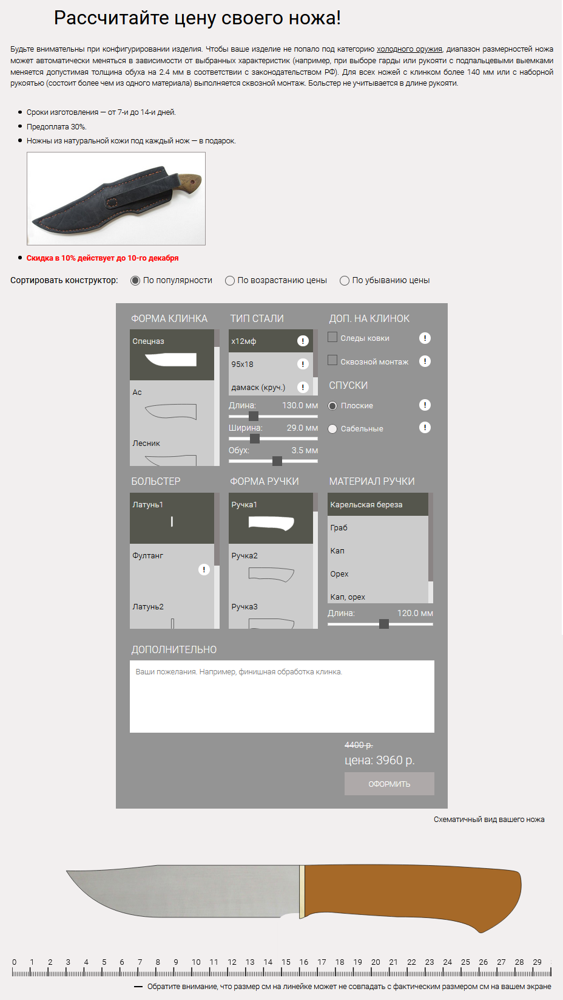 Рассчитайте цену своего ножа!
Будьте внимательны при конфигурировании изделия. Чтобы ваше изделие не попало под категорию холодного оружия, диапазон размерностей ножа
может автоматически меняться в зависимости от выбранных характеристик (например, при выборе гарды или рукояти с подпальцевыми выемками
меняется допустимая толщина обуха на 2.4 мм в соответствии с законодательством РФ). Для всех ножей с клинком более 140 мм или с наборной
рукоятью (состоит более чем из одного материала) выполняется сквозной монтаж. Больстер не учитывается в длине рукояти.
Сроки изготовления — от 7-и до 14-и дней.
Предоплата 30%.
Ножны из натуральной кожи под каждый нож — в подарок.
Скидка в 10% действует до 10-го декабря
Сортировать конструктор: По популярности По возрастанию цены По убыванию цены
ФОРМА КЛИНКА
Спецназ
Ас
Лесник
ТИП СТАЛИ
х12мф !
95х18 !
дамаск (круч.) !
Длина: 130.0 мм
Ширина: 29.0 мм
Обух: 3.5 мм
ДОП. НА КЛИНОК
Следы ковки !
Сквозной монтаж !
СПУСКИ
Плоские !
Сабельные !
БОЛЬСТЕР
Латунь1
Фултанг
!
Латунь2
ФОРМА РУЧКИ
Ручка1
Ручка2
Ручка3
МАТЕРИАЛ РУЧКИ
Карельская береза
Граб
Кап
Орех
Кап, орех
Длина: 120.0 мм
ДОПОЛНИТЕЛЬНО
Ваши пожелания. Например, финишная обработка клинка.
4400 р.
цена: 3960 р.
ОФОРМИТЬ
Схематичный вид вашего ножа
0 1 2 3 4 5 6 7 8 9 10 11 12 13 14 15 16 17 18 19 20 21 22 23 24 25 26 27 28 29
— Обратите внимание, что размер см на линейке может не совпадать с фактическим размером см на вашем экране